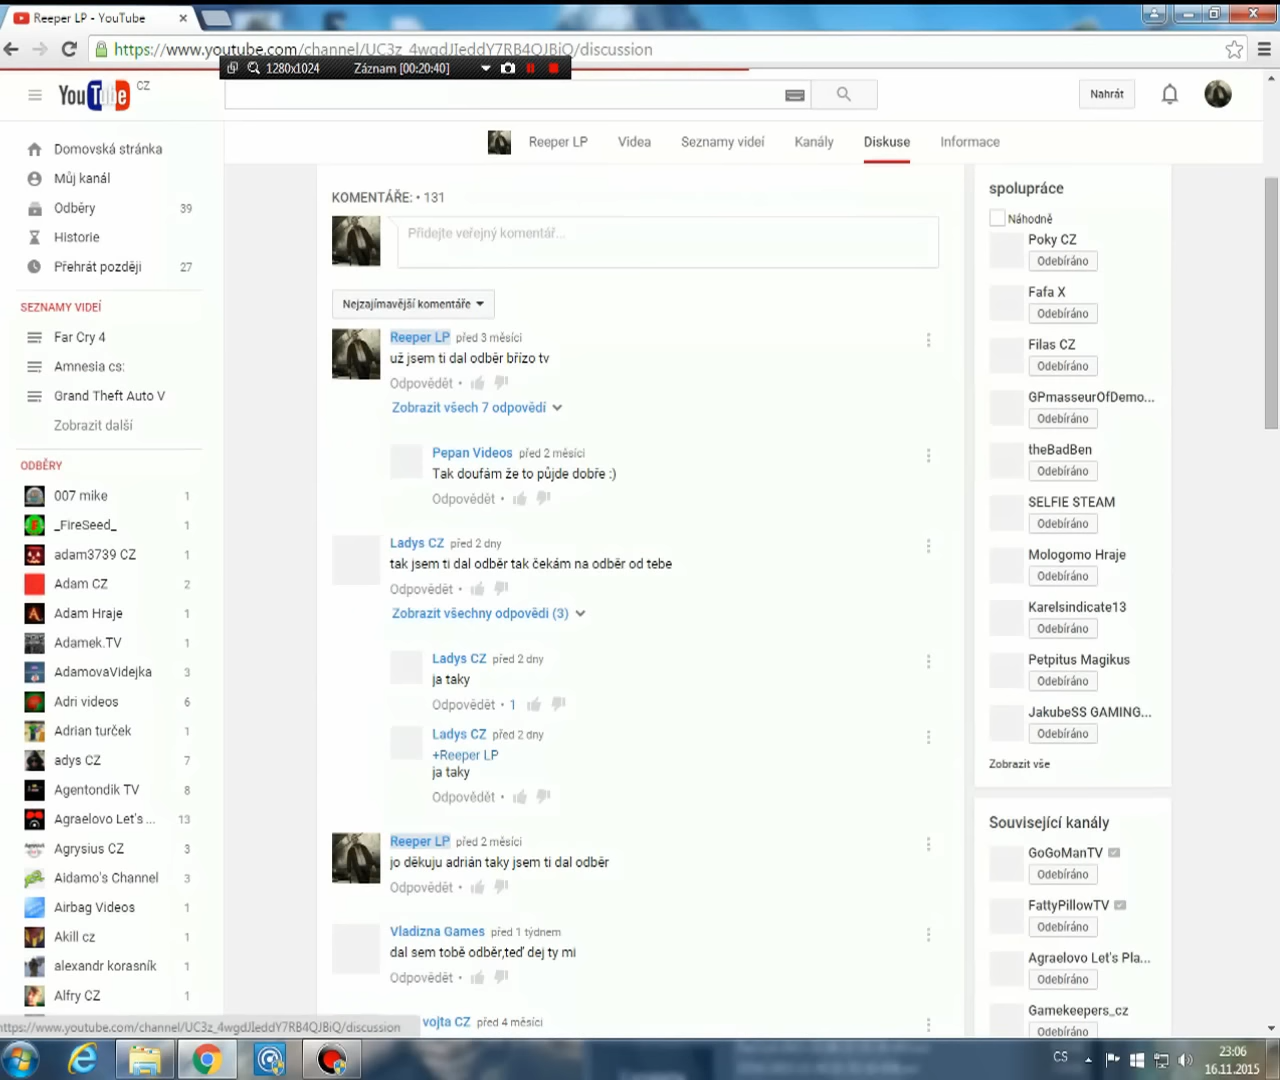 Reeper LP - YouTube
https://www.youtube.com/channel/UC3z_4wgdJIeddY7RB4QJBiQ/discussion
1280x1024 Záznam [00:20:40]
YouTube CZ
Nahrát
Reeper LP Videa Seznamy videí Kanály Diskuse Informace
Domovská stránka
Můj kanál
Odběry 39
Historie
Přehrát později 27
SEZNAMY VIDEÍ
Far Cry 4
Amnesia cs:
Grand Theft Auto V
Zobrazit další
ODBĚRY
007 mike 1
_FireSeed_ 1
adam3739 CZ 1
Adam CZ 2
Adam Hraje 1
Adamek.TV 1
AdamovaVidejka 3
Adri videos 6
Adrian turček 1
adys CZ 7
Agentondik TV 8
Agraelovo Let's ... 13
Agrysius CZ 3
Aidamo's Channel 3
Airbag Videos 1
Akill cz 1
alexandr korasník 1
Alfry CZ 1
KOMENTÁŘE: • 131
Přidejte veřejný komentář...
Nejzajímavější komentáře
Reeper LP před 3 měsíci
už jsem ti dal odběr břízo tv
Odpovědět •
Zobrazit všech 7 odpovědí
Pepan Videos před 2 měsíci
Tak doufám že to půjde dobře :)
Odpovědět •
Ladys CZ před 2 dny
tak jsem ti dal odběr tak čekám na odběr od tebe
Odpovědět •
Zobrazit všechny odpovědi (3)
Ladys CZ před 2 dny
ja taky
Odpovědět • 1
Ladys CZ před 2 dny
+Reeper LP
ja taky
Odpovědět •
Reeper LP před 2 měsíci
jo děkuju adrián taky jsem ti dal odběr
Odpovědět •
Vladizna Games před 1 týdnem
dal sem tobě odběr,teď dej ty mi
Odpovědět •
vojta CZ před 4 měsíci
spolupráce
Náhodně
Poky CZ
Odebíráno
Fafa X
Odebíráno
Filas CZ
Odebíráno
GPmasseurOfDemo...
Odebíráno
theBadBen
Odebíráno
SELFIE STEAM
Odebíráno
Mologomo Hraje
Odebíráno
Karelsindicate13
Odebíráno
Petpitus Magikus
Odebíráno
JakubeSS GAMING...
Odebíráno
Zobrazit vše
Související kanály
GoGoManTV
Odebíráno
FattyPillowTV
Odebíráno
Agraelovo Let's Pla...
Odebíráno
Gamekeepers_cz
Odebíráno
https://www.youtube.com/channel/UC3z_4wgdJIeddY7RB4QJBiQ/discussion
CS
23:06
16.11.2015